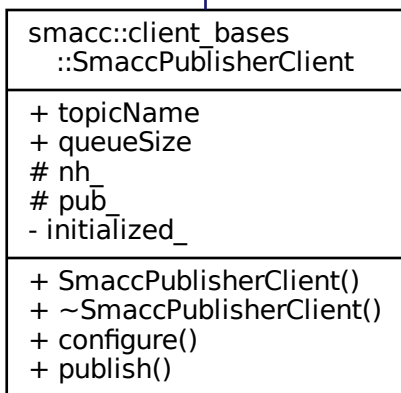 smacc::client_bases
::SmaccPublisherClient
+ topicName
+ queueSize
# nh_
# pub_
- initialized_
+ SmaccPublisherClient()
+ ~SmaccPublisherClient()
+ configure()
+ publish()